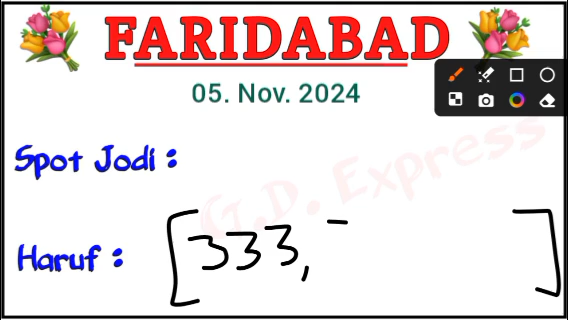 FARIDABAD
05. Nov. 2024
G.D. Express
Spot Jodi :
Haruf : [333, ]